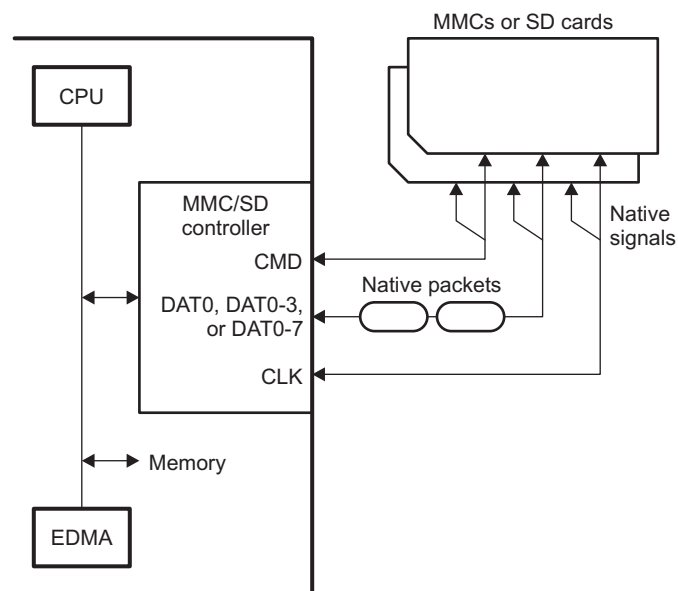 MMCs or SD cards
CPU
MMC/SD
controller
Native
signals
CMD
Native packets
DAT0, DAT0-3,
or DAT0-7
CLK
Memory
EDMA